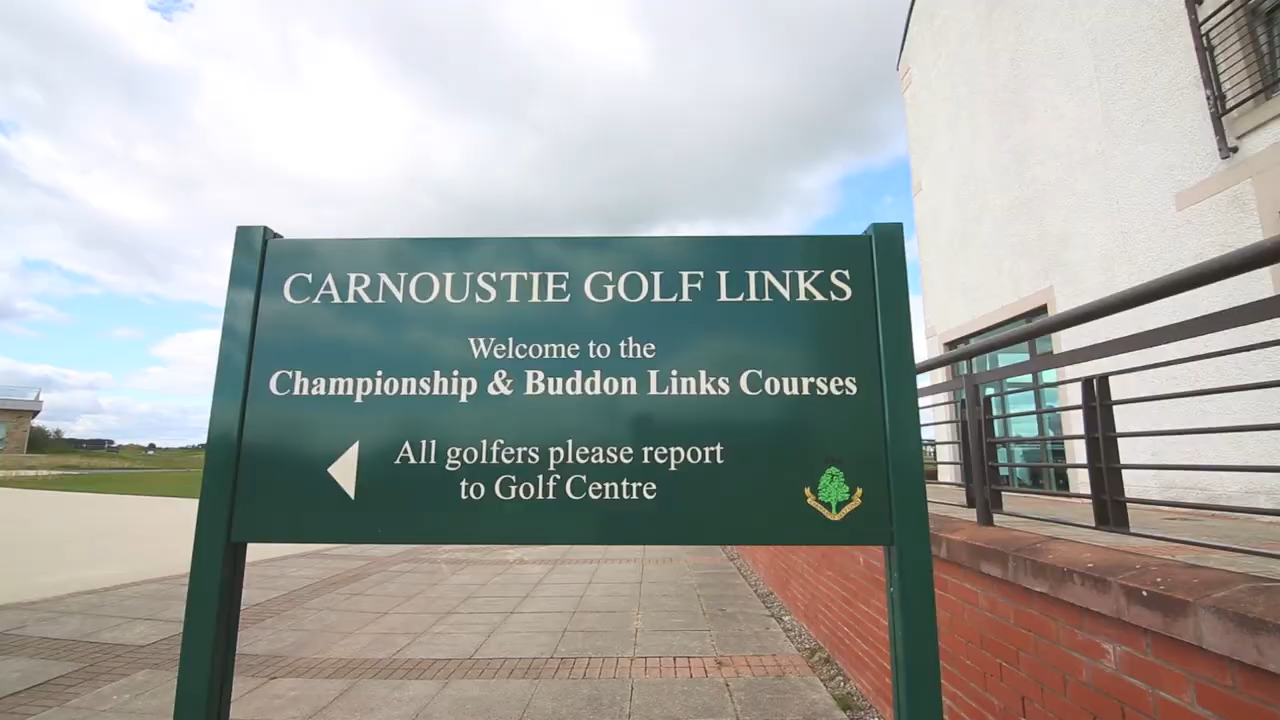 CARNOUSTIE GOLF LINKS
Welcome to the
Championship & Buddon Links Courses
All golfers please report
to Golf Centre